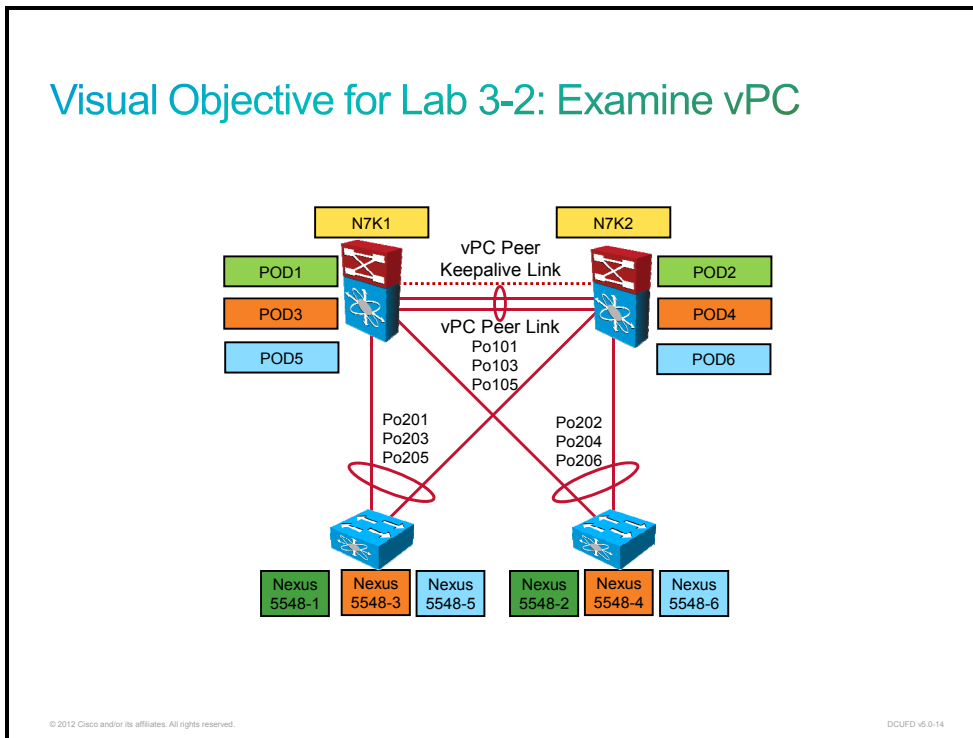 Visual Objective for Lab 3-2: Examine vPC
N7K1
N7K2
vPC Peer
Keepalive Link
POD1
POD2
POD3
POD4
vPC Peer Link
POD5
POD6
Po101
Po103
Po105
Po201
Po203
Po205
Po202
Po204
Po206
Nexus
5548-1
Nexus
5548-3
Nexus
5548-5
Nexus
5548-2
Nexus
5548-4
Nexus
5548-6
© 2012 Cisco and/or its affiliates. All rights reserved.
DCUFD v5.0-14